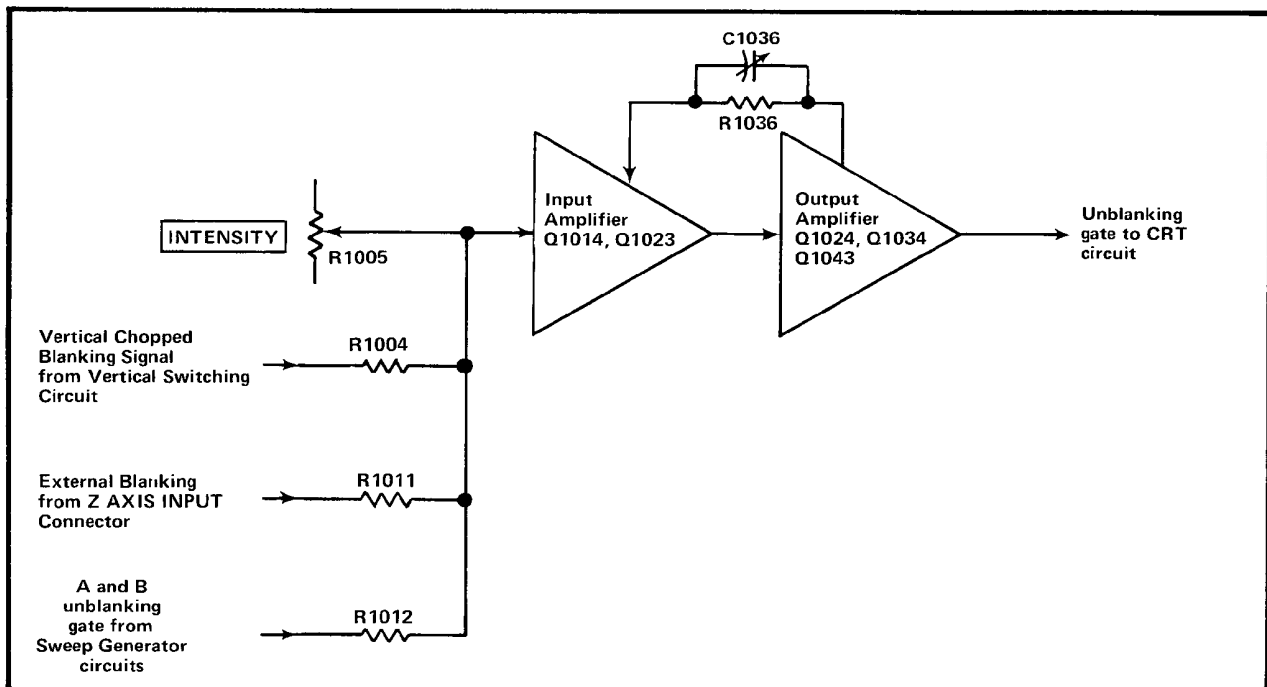 C1036
R1036
Input
Amplifier
Q1014, Q1023
Output
Amplifier
Q1024, Q1034
Q1043
Unblanking
gate to CRT
circuit
INTENSITY
R1005
Vertical Chopped
Blanking Signal
from Vertical Switching
Circuit
R1004
External Blanking
from Z AXIS INPUT
Connector
R1011
A and B
unblanking
gate from
Sweep Generator
circuits
R1012